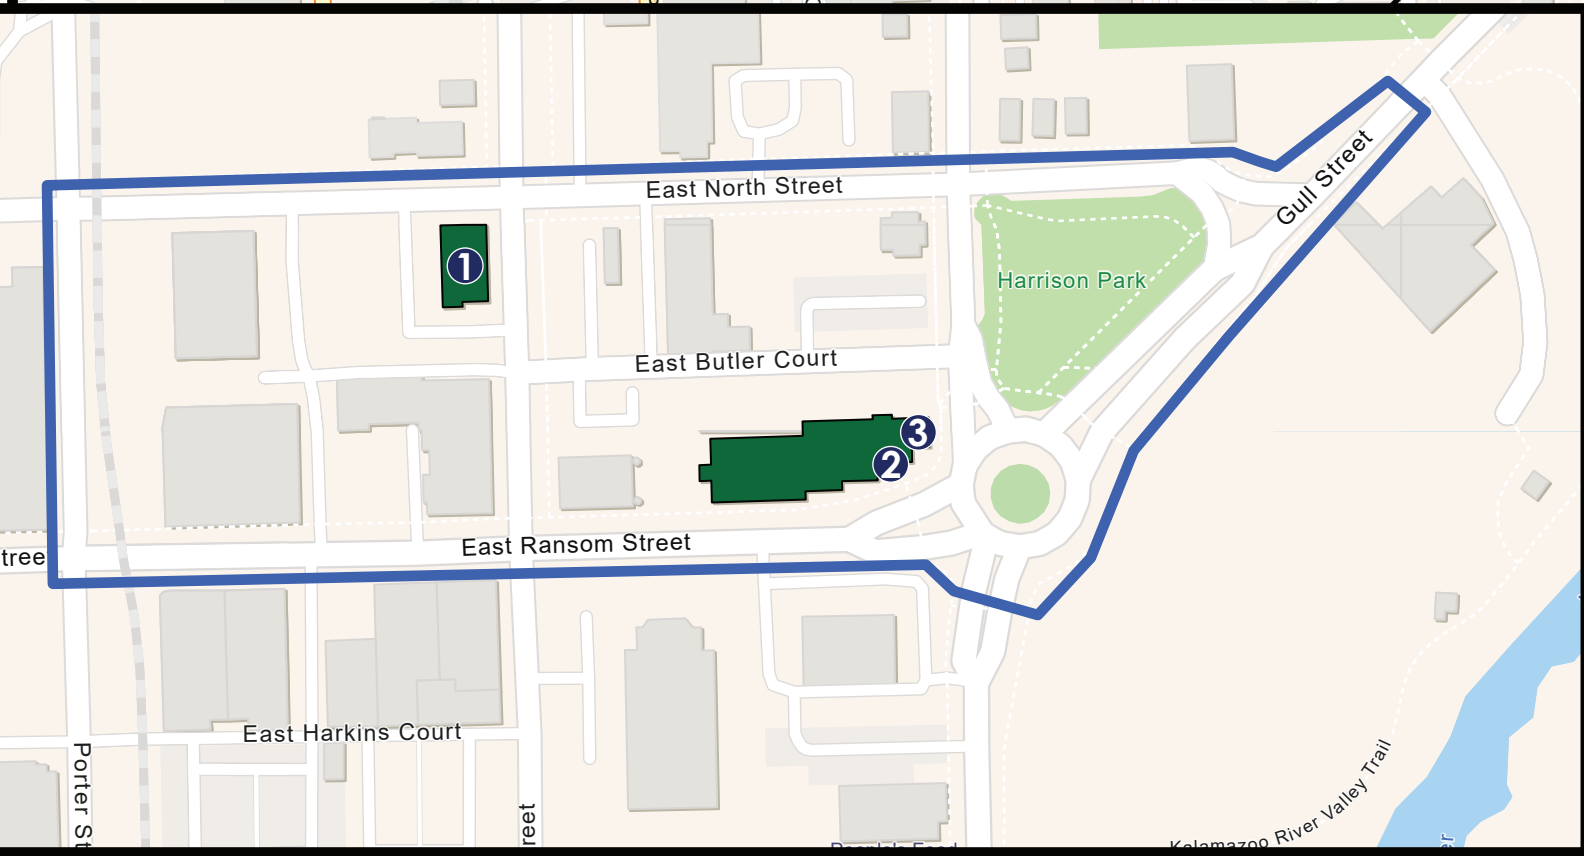 East North Street
Gull Street
1
Harrison Park
East Butler Court
3
2
East Ransom Street
tree
East Harkins Court
Porter St
reet
Kalamazoo River Valley Trail
er